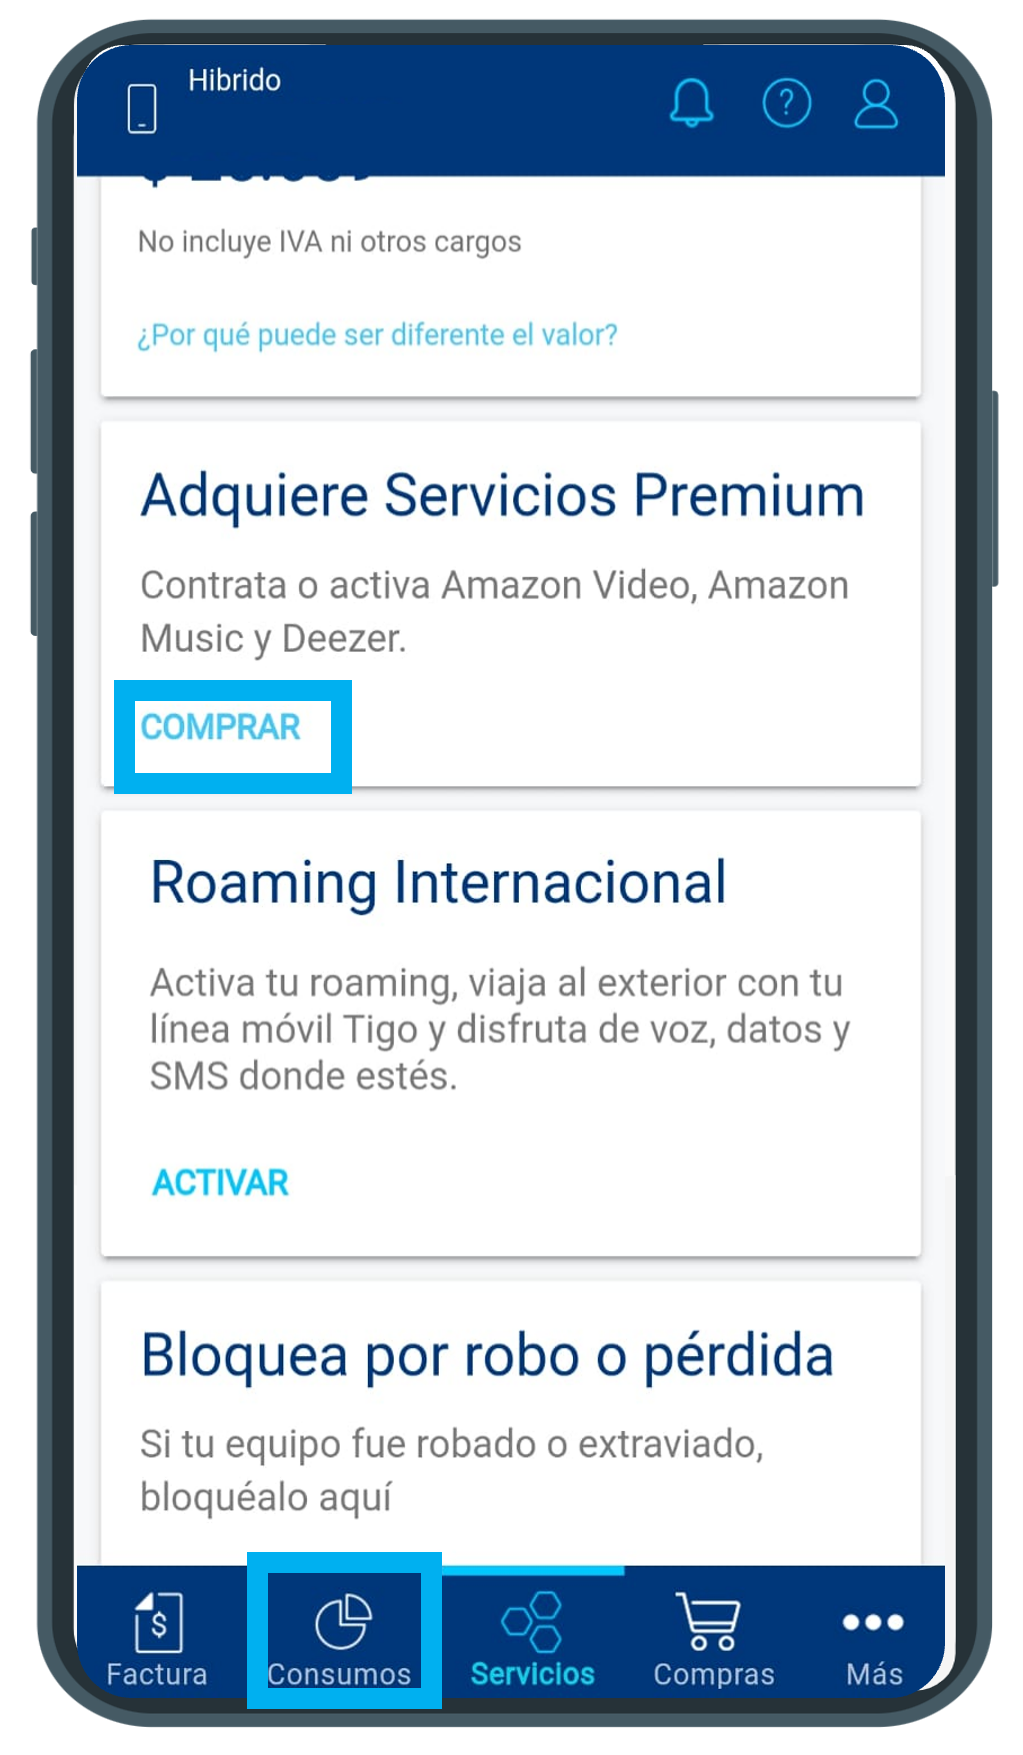 Hibrido
No incluye IVA ni otros cargos
¿Por qué puede ser diferente el valor?
Adquiere Servicios Premium
Contrata o activa Amazon Video, Amazon
Music y Deezer.
COMPRAR
Roaming Internacional
Activa tu roaming, viaja al exterior con tu
línea móvil Tigo y disfruta de voz, datos y
SMS donde estés.
ACTIVAR
Bloquea por robo o pérdida
Si tu equipo fue robado o extraviado,
bloquéalo aquí
Factura Consumos Servicios Compras Más